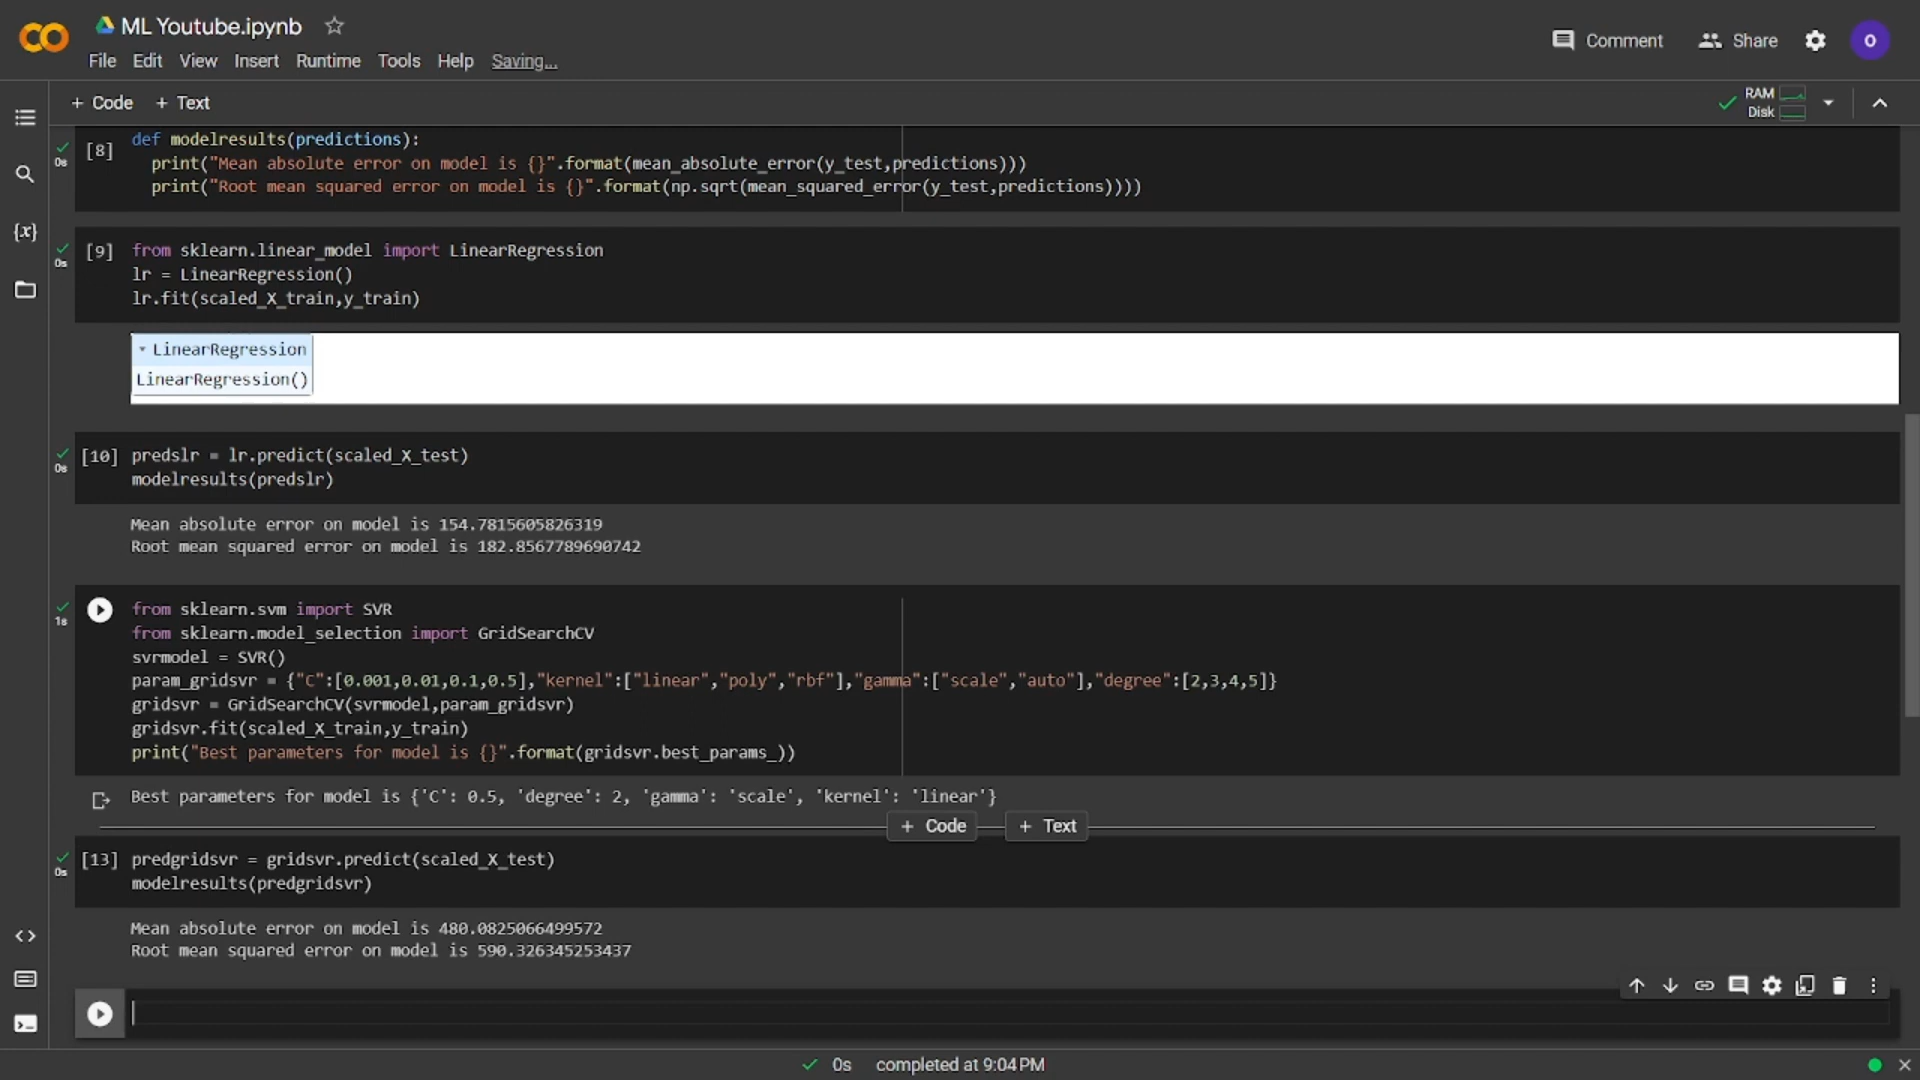 ML Youtube.ipynb
File Edit View Insert Runtime Tools Help Saving...
Comment Share O
+ Code + Text
RAM
Disk
[8] def modelresults(predictions):
0s
print("Mean absolute error on model is {}".format(mean_absolute_error(y_test,predictions)))
print("Root mean squared error on model is {}".format(np.sqrt(mean_squared_error(y_test,predictions))))
[9] from sklearn.linear_model import LinearRegression
0s
lr = LinearRegression()
lr.fit(scaled_X_train,y_train)
LinearRegression
LinearRegression()
[10] predslr = lr.predict(scaled_X_test)
0s
modelresults(predslr)
Mean absolute error on model is 154.7815605826319
Root mean squared error on model is 182.8567789690742
from sklearn.svm import SVR
1s
from sklearn.model_selection import GridSearchCV
svrmodel = SVR()
param_gridsvr = {"C":[0.001,0.01,0.1,0.5],"kernel":["linear","poly","rbf"],"gamma":["scale","auto"],"degree":[2,3,4,5]}
gridsvr = GridSearchCV(svrmodel,param_gridsvr)
gridsvr.fit(scaled_X_train,y_train)
print("Best parameters for model is {}".format(gridsvr.best_params_))
Best parameters for model is {'C': 0.5, 'degree': 2, 'gamma': 'scale', 'kernel': 'linear'}
+ Code + Text
[13] predgridsvr = gridsvr.predict(scaled_X_test)
0s
modelresults(predgridsvr)
Mean absolute error on model is 480.0825066499572
Root mean squared error on model is 590.326345253437
0s completed at 9:04 PM